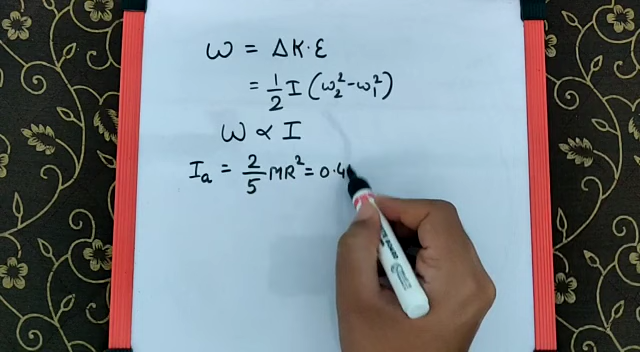 W = ΔK.E
= 1/2 I (ω₂² - ω₁²)
W ∝ I
Iₐ = 2/5 MR² = 0.4